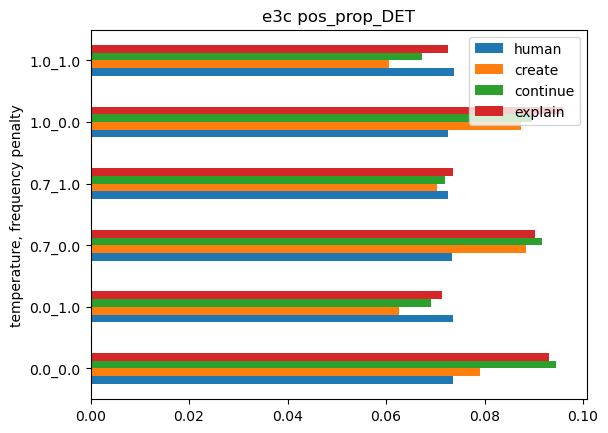 e3c pos_prop_DET
temperature, frequency penalty
1.0_1.0
1.0_0.0
0.7_1.0
0.7_0.0
0.0_1.0
0.0_0.0
human
create
continue
explain
0.00 0.02 0.04 0.06 0.08 0.10